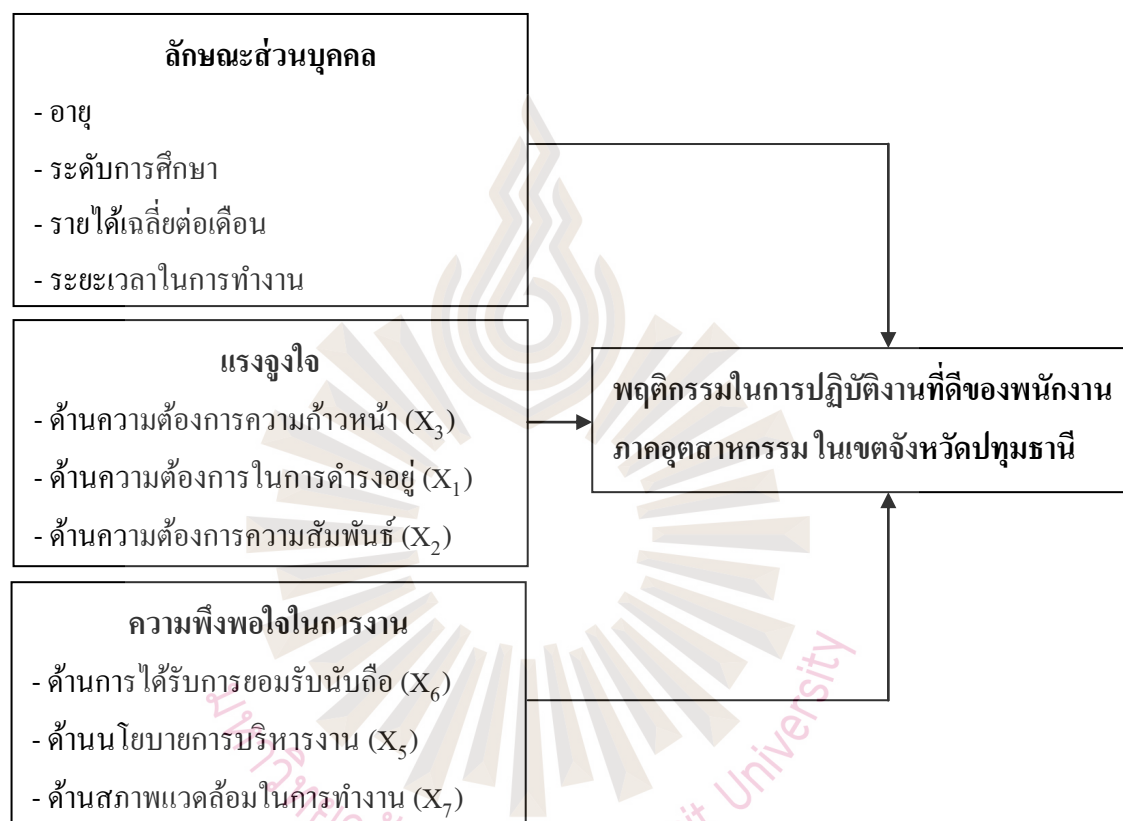 ลักษณะส่วนบุคคล
- อายุ
- ระดับการศึกษา
- รายได้เฉลี่ยต่อเดือน
- ระยะเวลาในการทำงาน
แรงจูงใจ
- ด้านความต้องการความก้าวหน้า (X₃)
- ด้านความต้องการในการดำรงอยู่ (X₁)
- ด้านความต้องการความสัมพันธ์ (X₂)
พฤติกรรมในการปฏิบัติงานที่ดีของพนักงาน
ภาคอุตสาหกรรม ในเขตจังหวัดปทุมธานี
ความพึงพอใจในการงาน
- ด้านการได้รับการยอมรับนับถือ (X₆)
- ด้านนโยบายการบริหารงาน (X₅)
- ด้านสภาพแวดล้อมในการทำงาน (X₇)
University